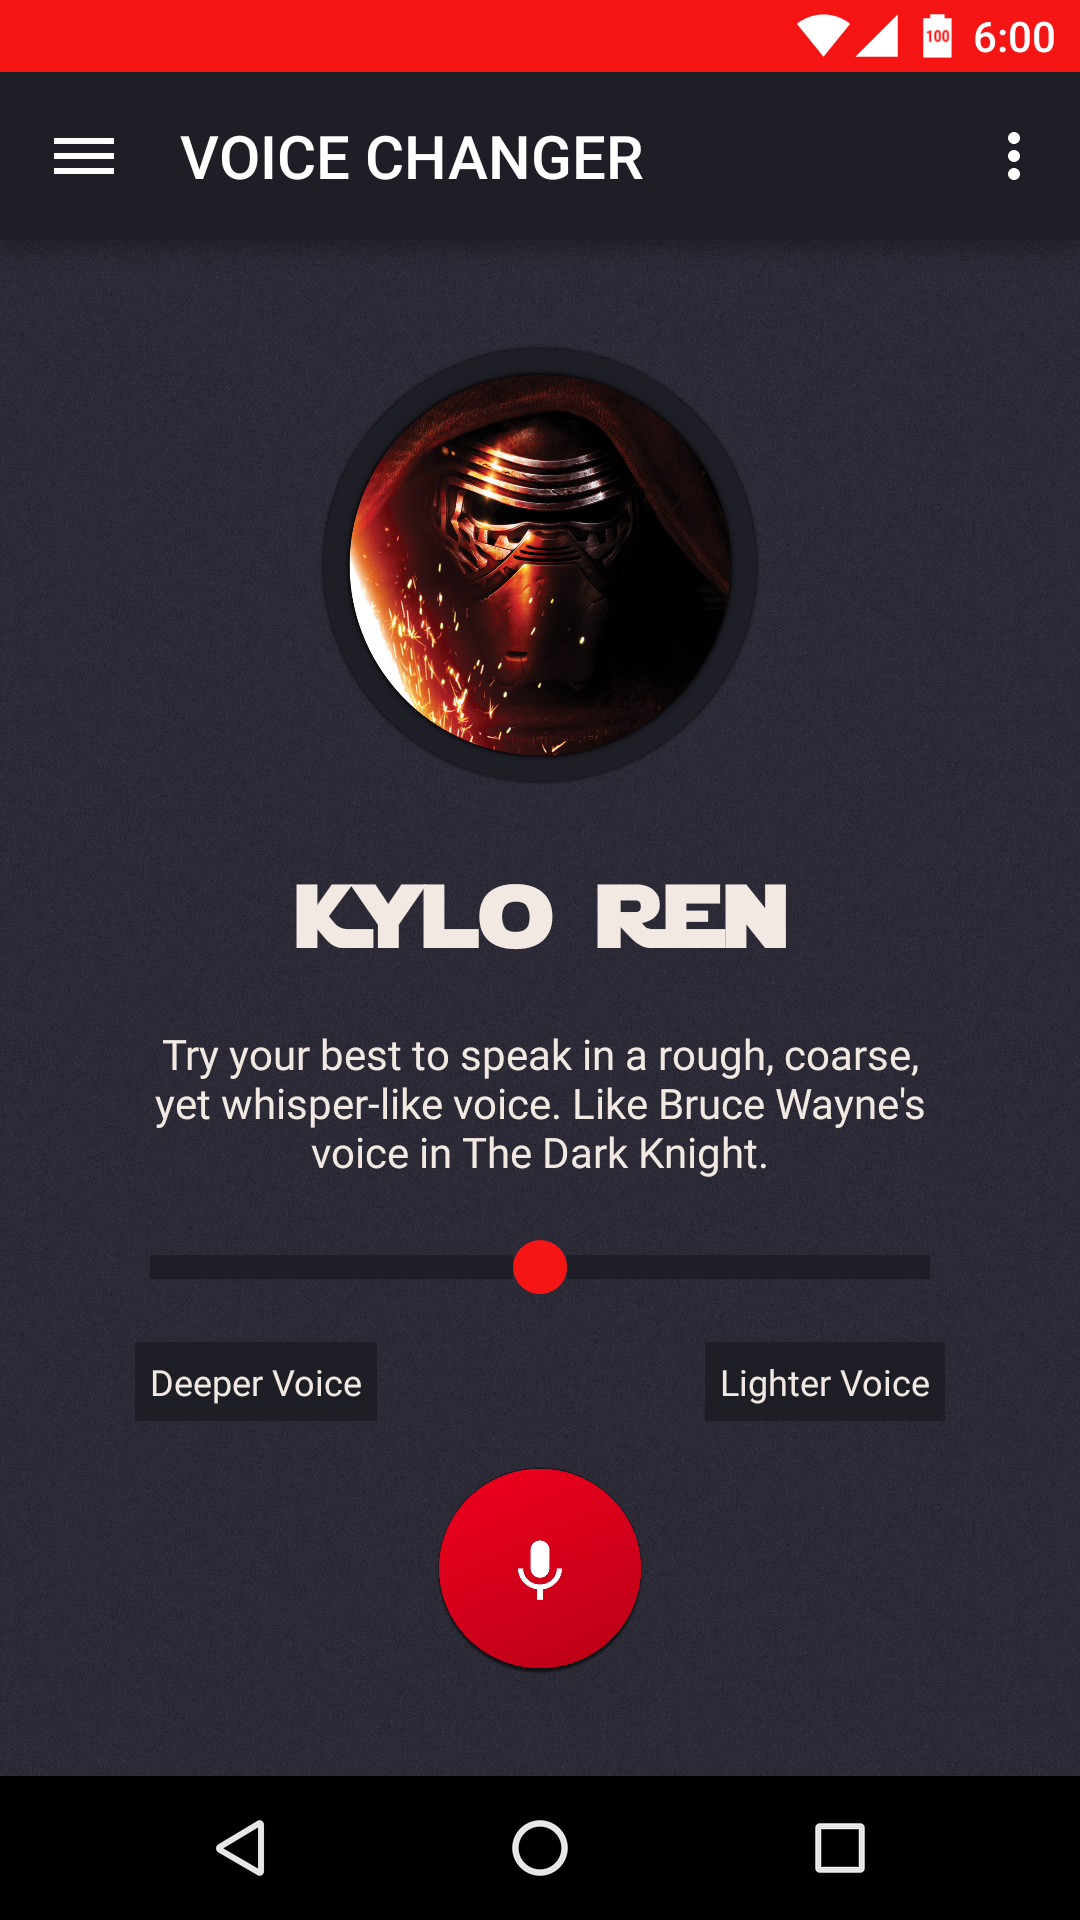 100 6:00
VOICE CHANGER
KYLO REN
Try your best to speak in a rough, coarse,
yet whisper-like voice. Like Bruce Wayne's
voice in The Dark Knight.
Deeper Voice Lighter Voice